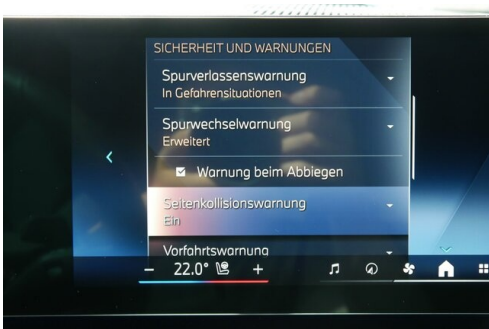 SICHERHEIT UND WARNUNGEN
Spurverlassenswarnung
In Gefahrensituationen
Spurwechselwarnung
Erweitert
Warnung beim Abbiegen
Seitenkollisionswarnung
Ein
Vorfahrtswarnung
− 22.0° +